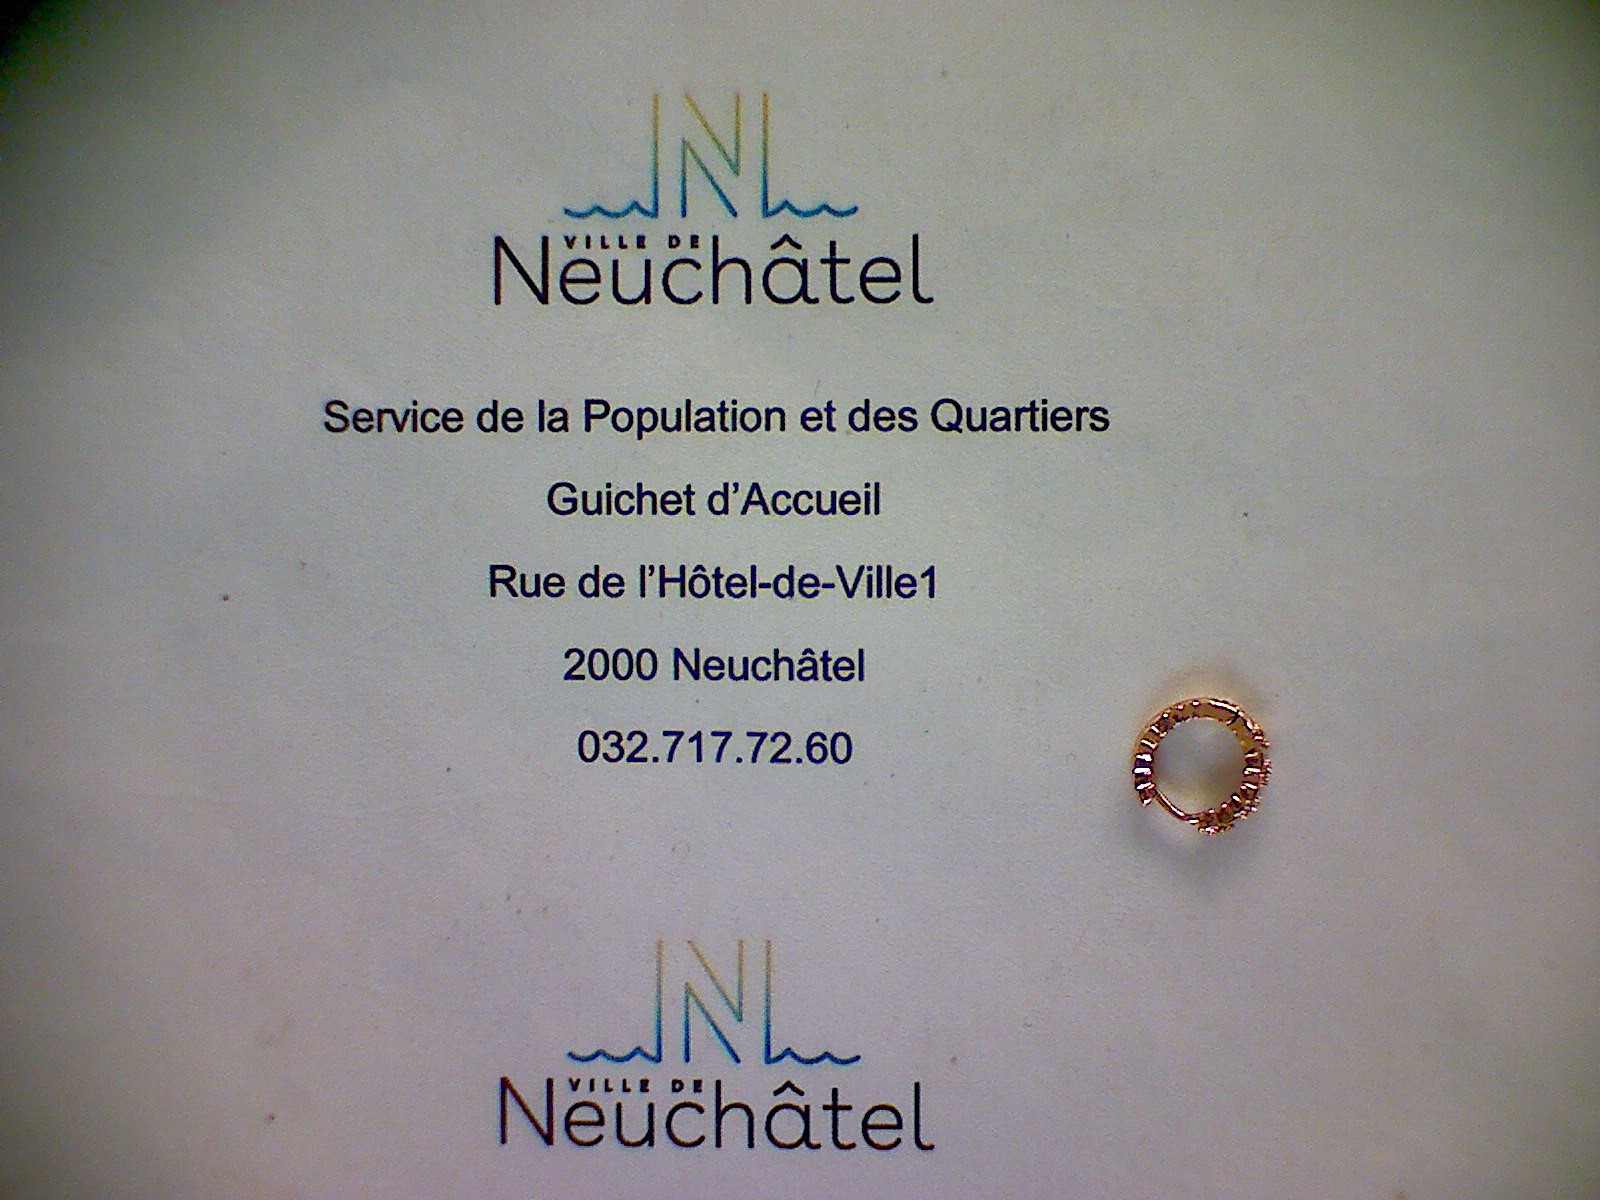 VILLE DE
Neuchâtel
Service de la Population et des Quartiers
Guichet d’Accueil
Rue de l’Hôtel-de-Ville1
2000 Neuchâtel
032.717.72.60
VILLE DE
Neuchâtel